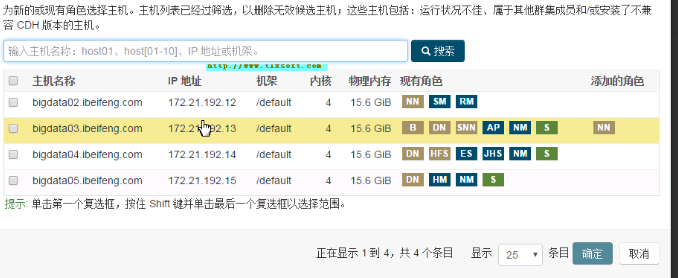 为新的或现有角色选择主机。主机列表已经过筛选，以删除无效候选主机；这些主机包括：运行状况不佳、属于其他群集成员和/或安装了不兼
容 CDH 版本的主机。
输入主机名称：host01、host[01-10]、IP 地址或机架。 搜索
http://www.tlxsoft.com
主机名称 IP 地址 机架 内核 物理内存 现有角色 添加的角色
bigdata02.ibeifeng.com 172.21.192.12 /default 4 15.6 GiB NN SM RM
bigdata03.ibeifeng.com 172.21.192.13 /default 4 15.6 GiB B DN SNN AP NM S NN
bigdata04.ibeifeng.com 172.21.192.14 /default 4 15.6 GiB DN HFS ES JHS NM S
bigdata05.ibeifeng.com 172.21.192.15 /default 4 15.6 GiB DN HM NM S
提示: 单击第一个复选框，按住 Shift 键并单击最后一个复选框以选择范围。
正在显示 1 到 4，共 4 个条目 显示 25 条目 确定 取消